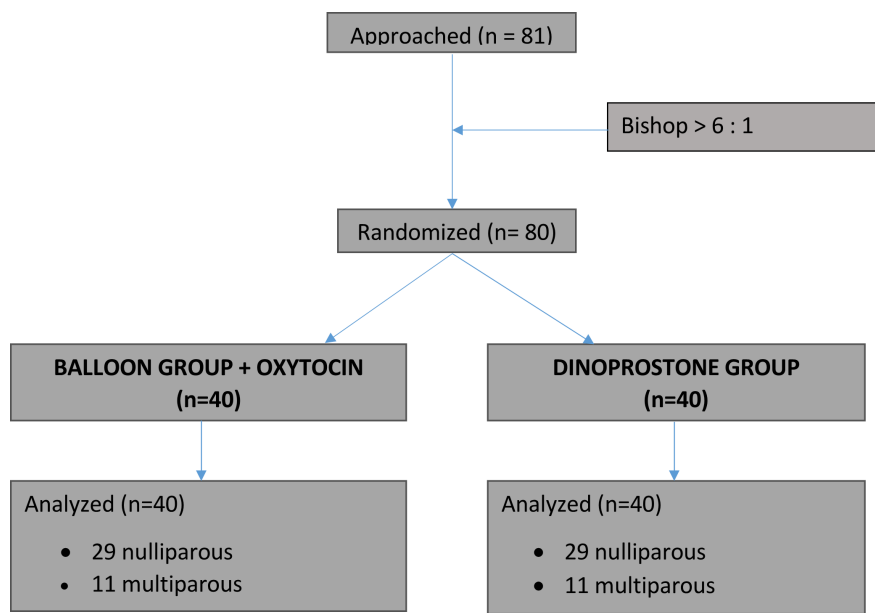 Approached (n = 81)
Bishop > 6 : 1
Randomized (n= 80)
BALLOON GROUP + OXYTOCIN
(n=40)
DINOPROSTONE GROUP
(n=40)
Analyzed (n=40)
• 29 nulliparous
• 11 multiparous
Analyzed (n=40)
• 29 nulliparous
• 11 multiparous